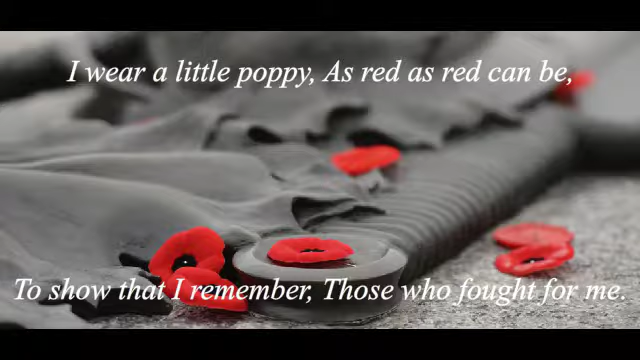 I wear a little poppy, As red as red can be,
To show that I remember, Those who fought for me.